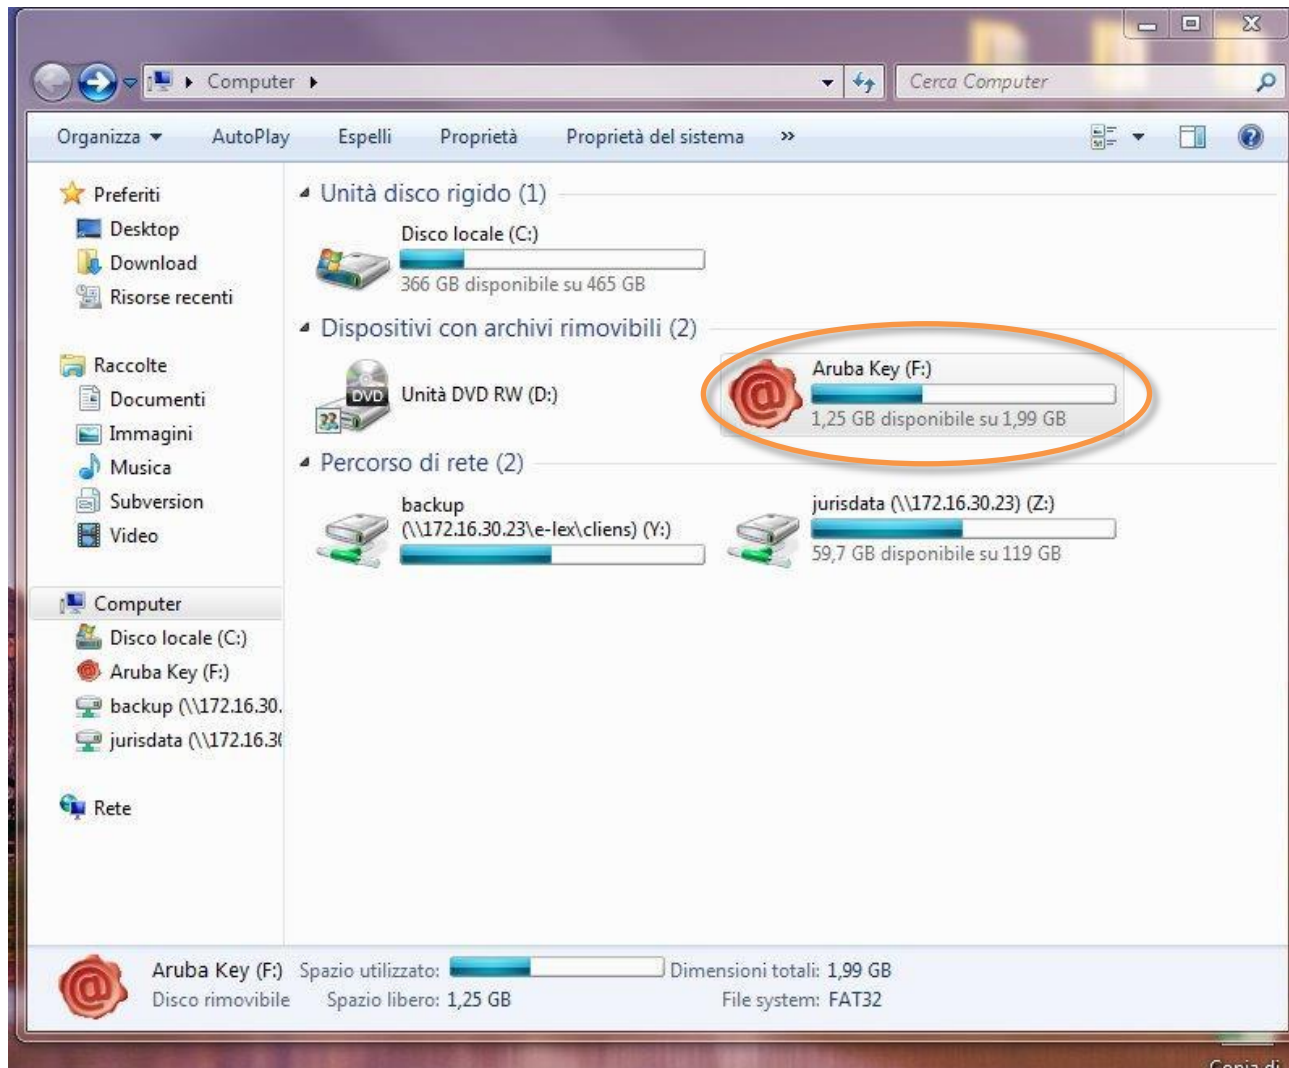 Computer
Cerca Computer
Organizza
AutoPlay
Espelli
Proprietà
Proprietà del sistema
»
Preferiti
Desktop
Download
Risorse recenti
Raccolte
Documenti
Immagini
Musica
Subversion
Video
Computer
Disco locale (C:)
Aruba Key (F:)
backup (\\172.16.30.
jurisdata (\\172.16.3
Rete
Unità disco rigido (1)
Disco locale (C:)
366 GB disponibile su 465 GB
Dispositivi con archivi rimovibili (2)
DVD
Unità DVD RW (D:)
Aruba Key (F:)
1,25 GB disponibile su 1,99 GB
Percorso di rete (2)
backup
(\\172.16.30.23\e-lex\cliens) (Y:)
jurisdata (\\172.16.30.23) (Z:)
59,7 GB disponibile su 119 GB
Aruba Key (F:)
Disco rimovibile
Spazio utilizzato:
Spazio libero: 1,25 GB
Dimensioni totali: 1,99 GB
File system: FAT32